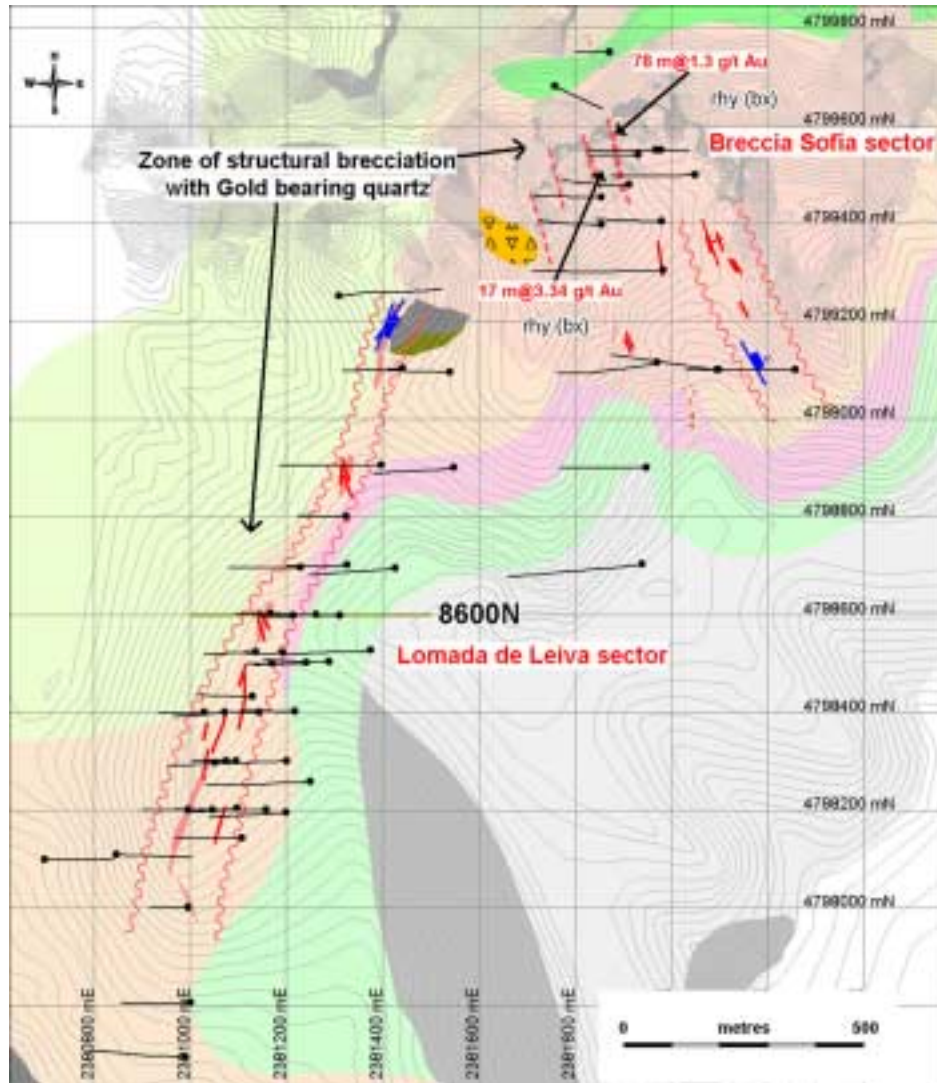 4799800 mN
W E
78 m@1.3 g/t Au
rhy (bx)
4799600 mN
Breccia Sofia sector
Zone of structural brecciation
with Gold bearing quartz
4799400 mN
17 m@3.34 g/t Au
rhy (bx)
4799200 mN
4799000 mN
4798800 mN
4798600 mN
8600N
Lomada de Leiva sector
4798400 mN
4798200 mN
4798000 mN
2380800 mE
2381000 mE
2381200 mE
2381400 mE
2381600 mE
2381800 mE
0 metres 500